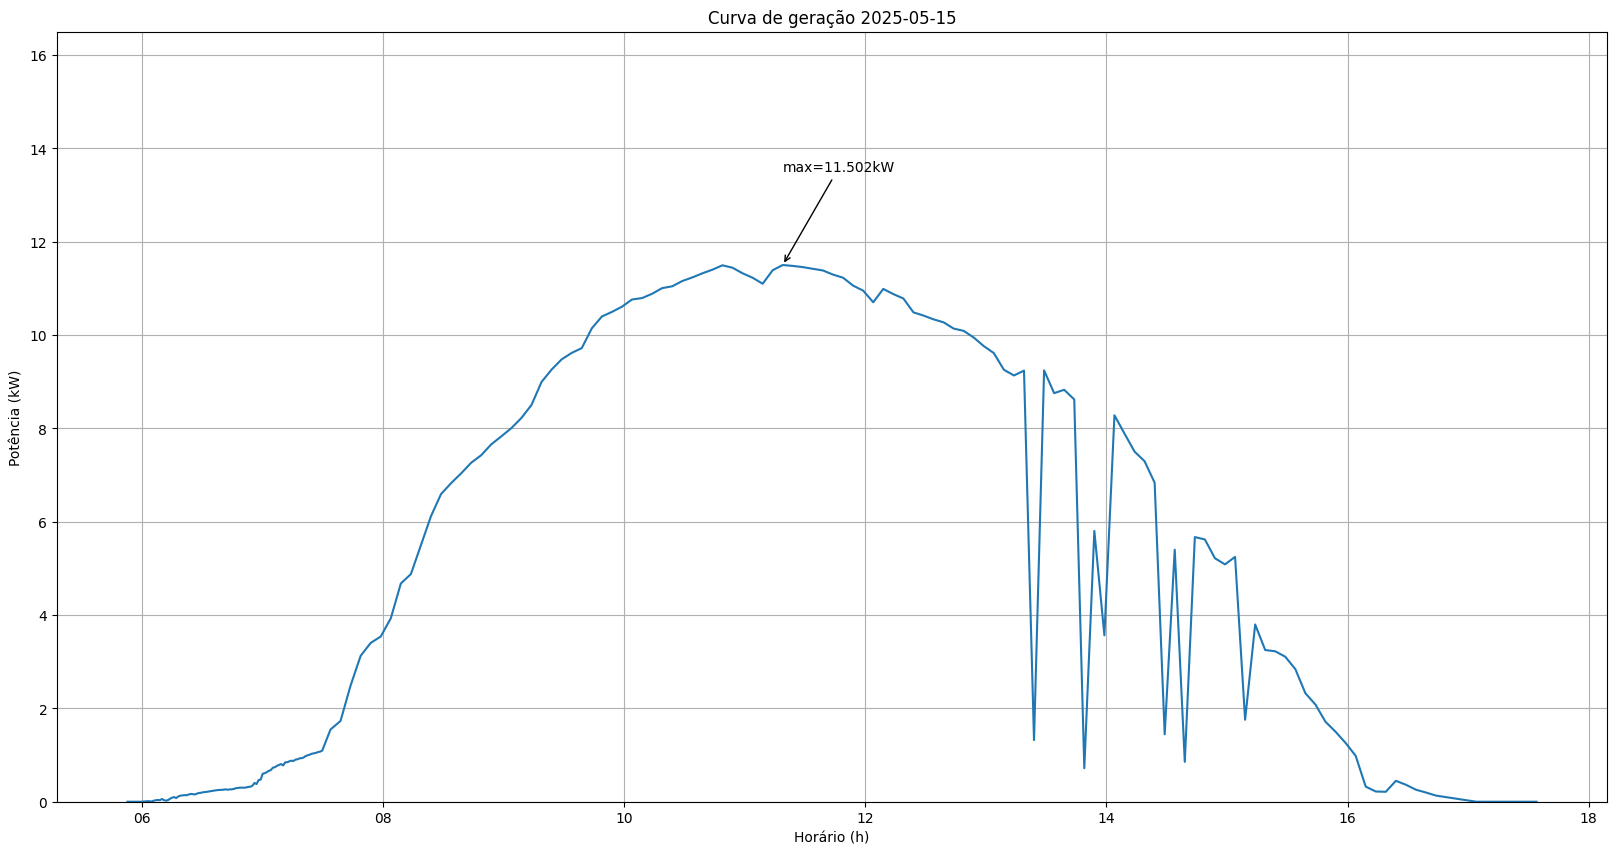 Curva de geração 2025-05-15
16
14
max=11.502kW
12
10
8
6
4
2
0
Potência (kW)
06 08 10 12 14 16 18
Horário (h)